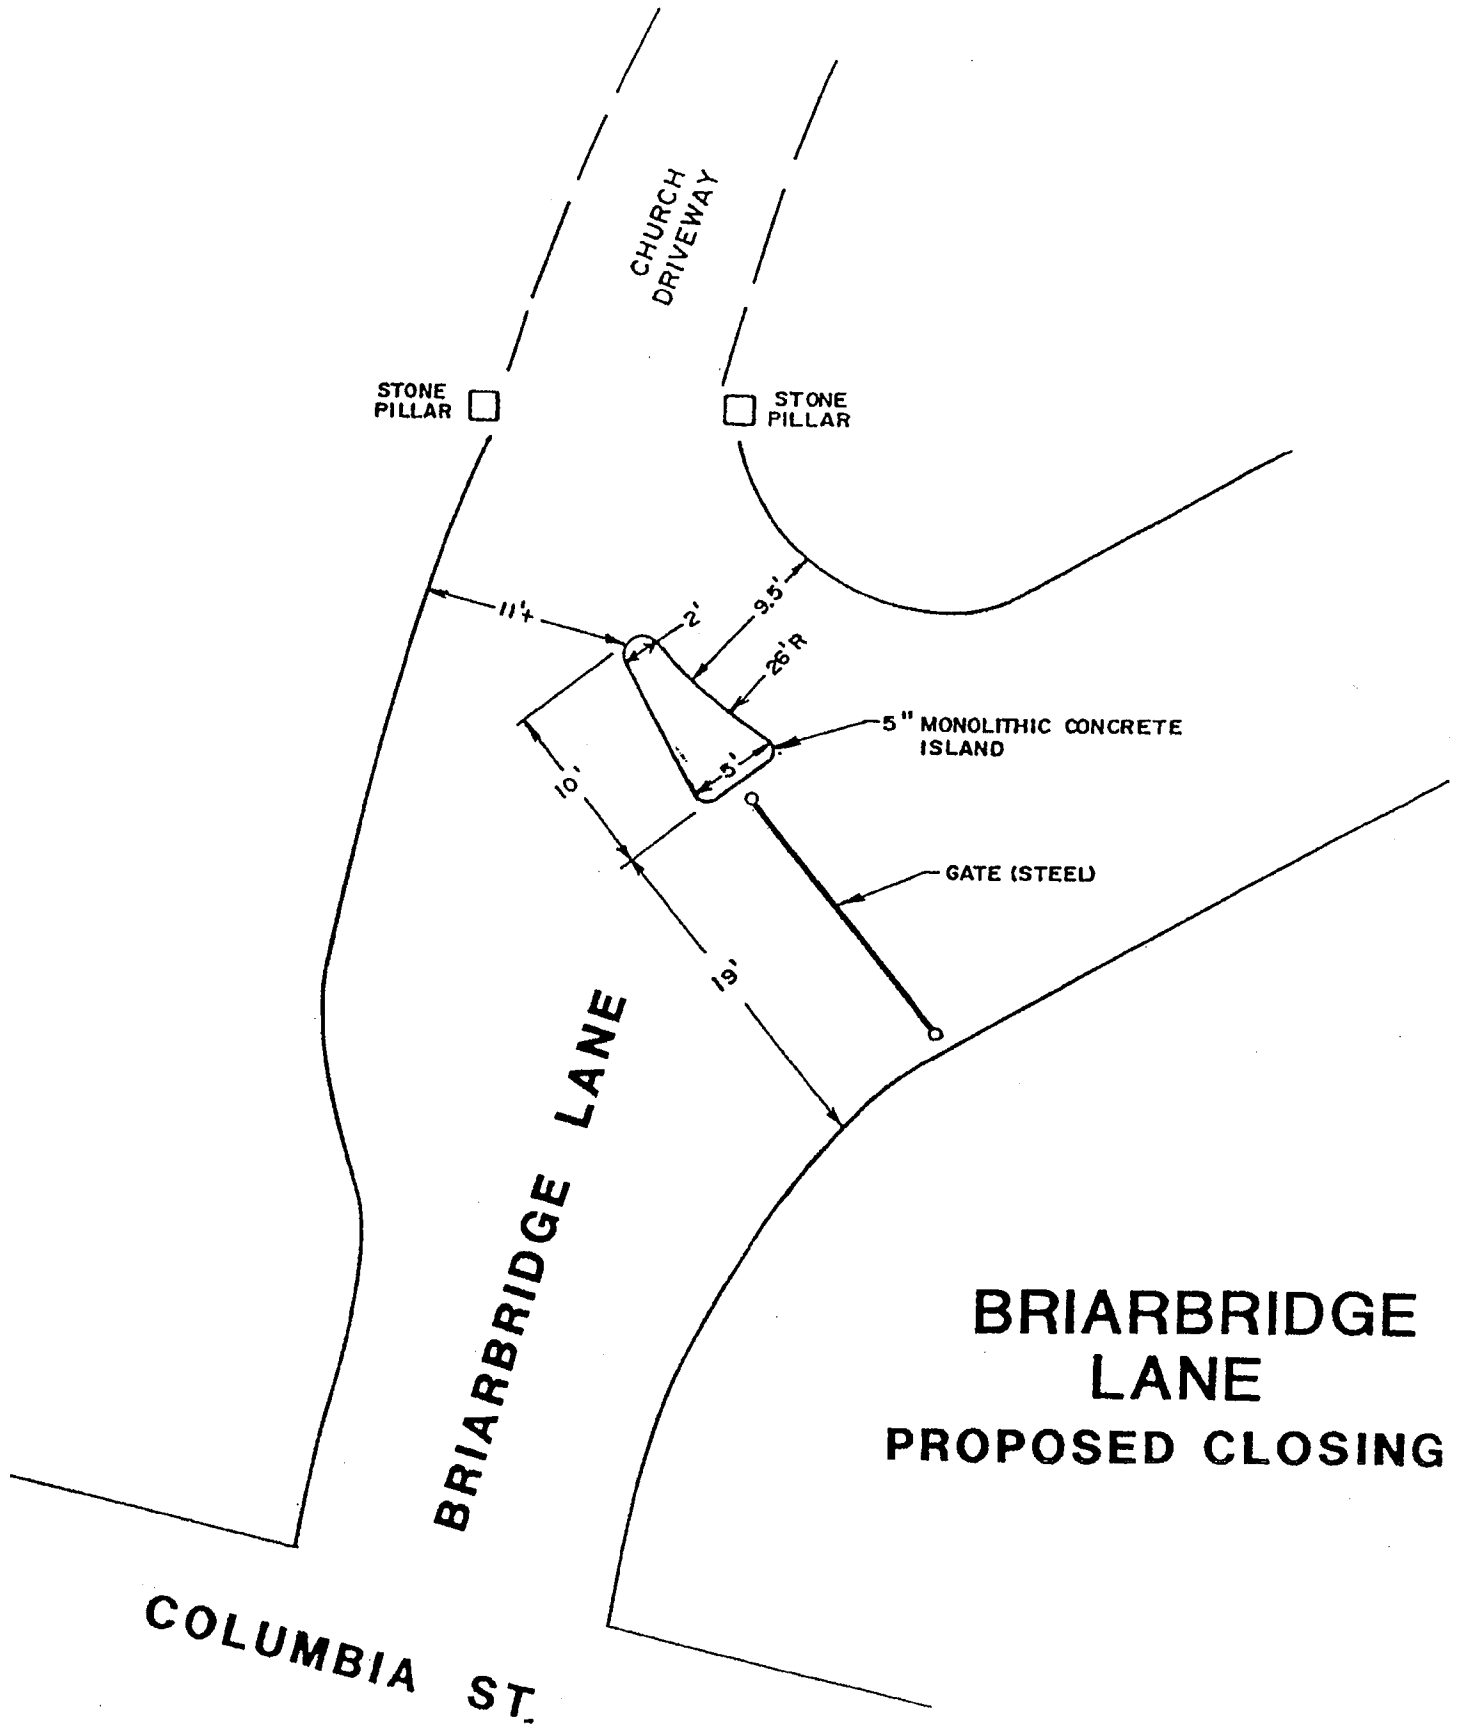 CHURCH
DRIVEWAY
STONE
PILLAR
STONE
PILLAR
11'+
2'
9.5'
26'R
5" MONOLITHIC CONCRETE
ISLAND
5'
10'
GATE (STEEL)
19'
BRIARBRIDGE LANE
BRIARBRIDGE
LANE
PROPOSED CLOSING
COLUMBIA ST.